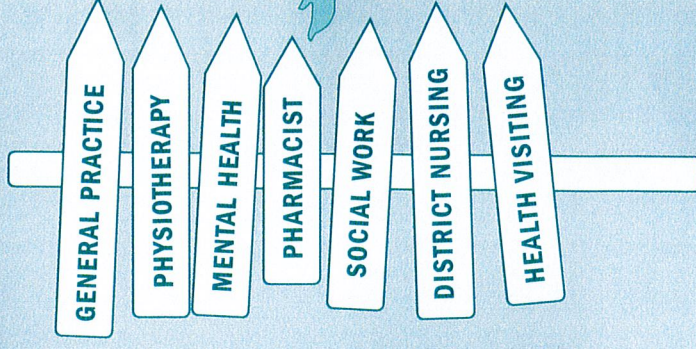 GENERAL PRACTICE
PHYSIOTHERAPY
MENTAL HEALTH
PHARMACIST
SOCIAL WORK
DISTRICT NURSING
HEALTH VISITING